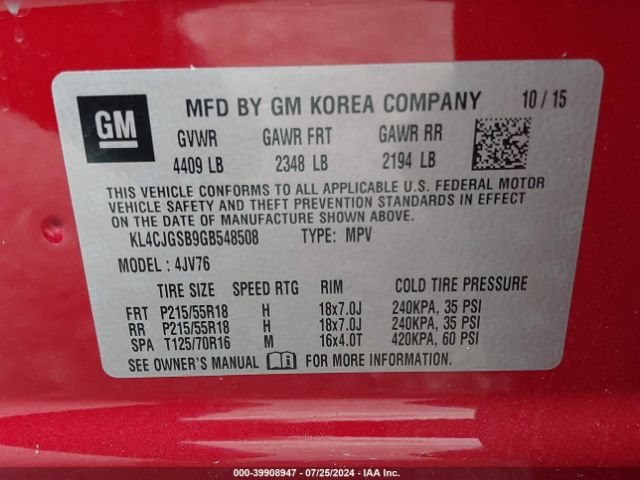 GM
MFD BY GM KOREA COMPANY 10 / 15
GVWR GAWR FRT GAWR RR
4409 LB 2348 LB 2194 LB
THIS VEHICLE CONFORMS TO ALL APPLICABLE U.S. FEDERAL MOTOR
VEHICLE SAFETY AND THEFT PREVENTION STANDARDS IN EFFECT
ON THE DATE OF MANUFACTURE SHOWN ABOVE.
KL4CJGSB9GB548508 TYPE: MPV
MODEL : 4JV76
TIRE SIZE SPEED RTG RIM COLD TIRE PRESSURE
FRT P215/55R18 H 18x7.0J 240KPA, 35 PSI
RR P215/55R18 H 18x7.0J 240KPA, 35 PSI
SPA T125/70R16 M 16x4.0T 420KPA, 60 PSI
SEE OWNER'S MANUAL FOR MORE INFORMATION
000-39908947 / 07/25/2024 - IAA Inc.